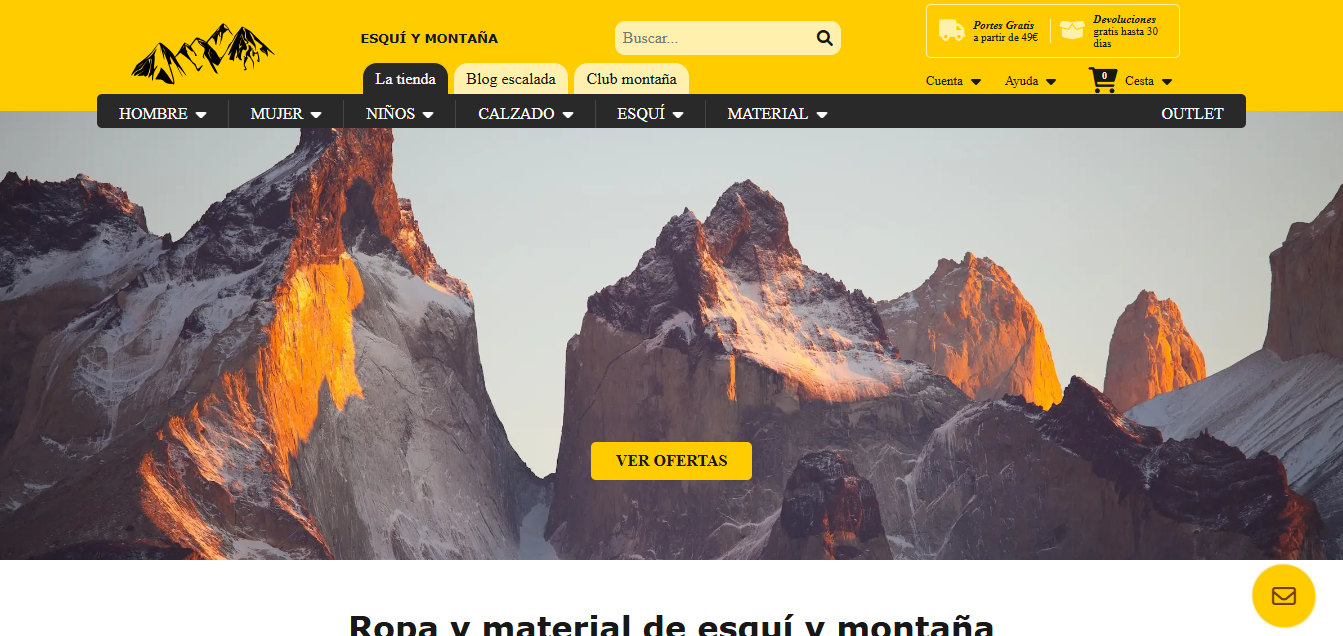 ESQUÍ Y MONTAÑA
Buscar...
Portes Gratis
a partir de 49€
Devoluciones
gratis hasta 30
días
La tienda
Blog escalada
Club montaña
Cuenta
Ayuda
0
Cesta
HOMBRE
MUJER
NIÑOS
CALZADO
ESQUÍ
MATERIAL
OUTLET
VER OFERTAS
Ropa y material de esquí y montaña